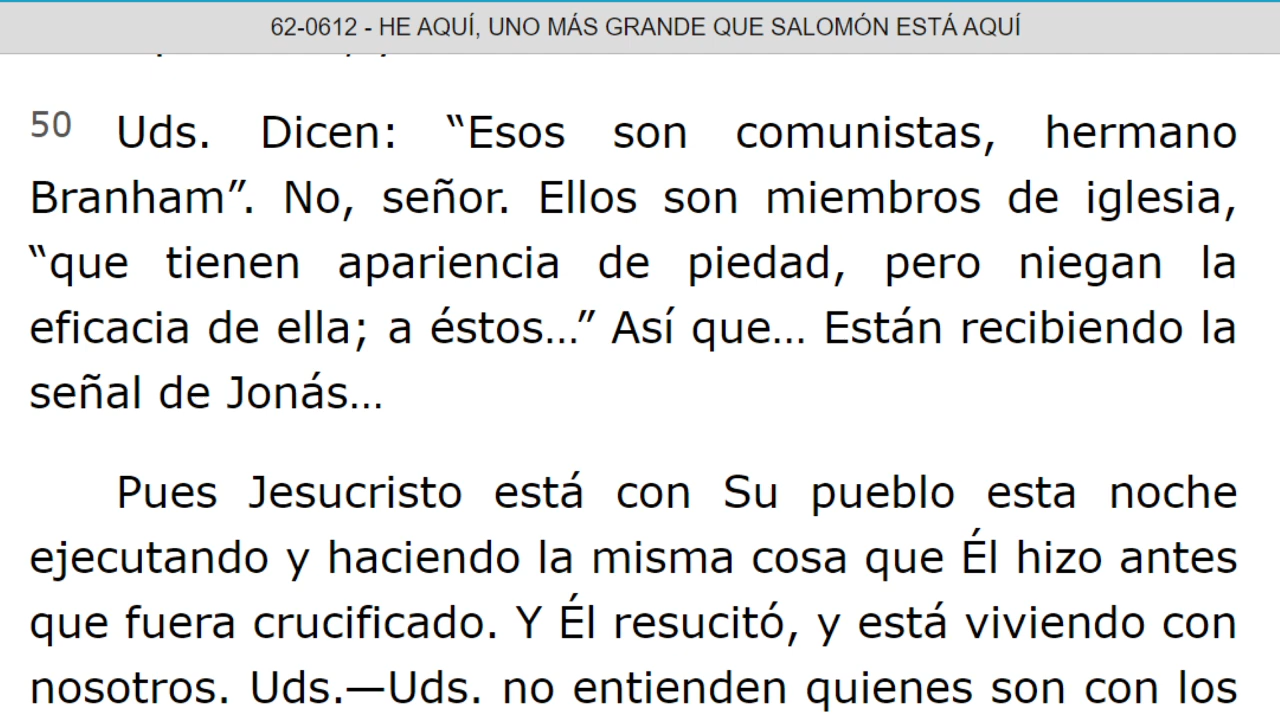 62-0612 - HE AQUÍ, UNO MÁS GRANDE QUE SALOMÓN ESTÁ AQUÍ
50 Uds. Dicen: “Esos son comunistas, hermano
Branham”. No, señor. Ellos son miembros de iglesia,
“que tienen apariencia de piedad, pero niegan la
eficacia de ella; a éstos…” Así que… Están recibiendo la
señal de Jonás…
Pues Jesucristo está con Su pueblo esta noche
ejecutando y haciendo la misma cosa que Él hizo antes
que fuera crucificado. Y Él resucitó, y está viviendo con
nosotros. Uds.—Uds. no entienden quienes son con los